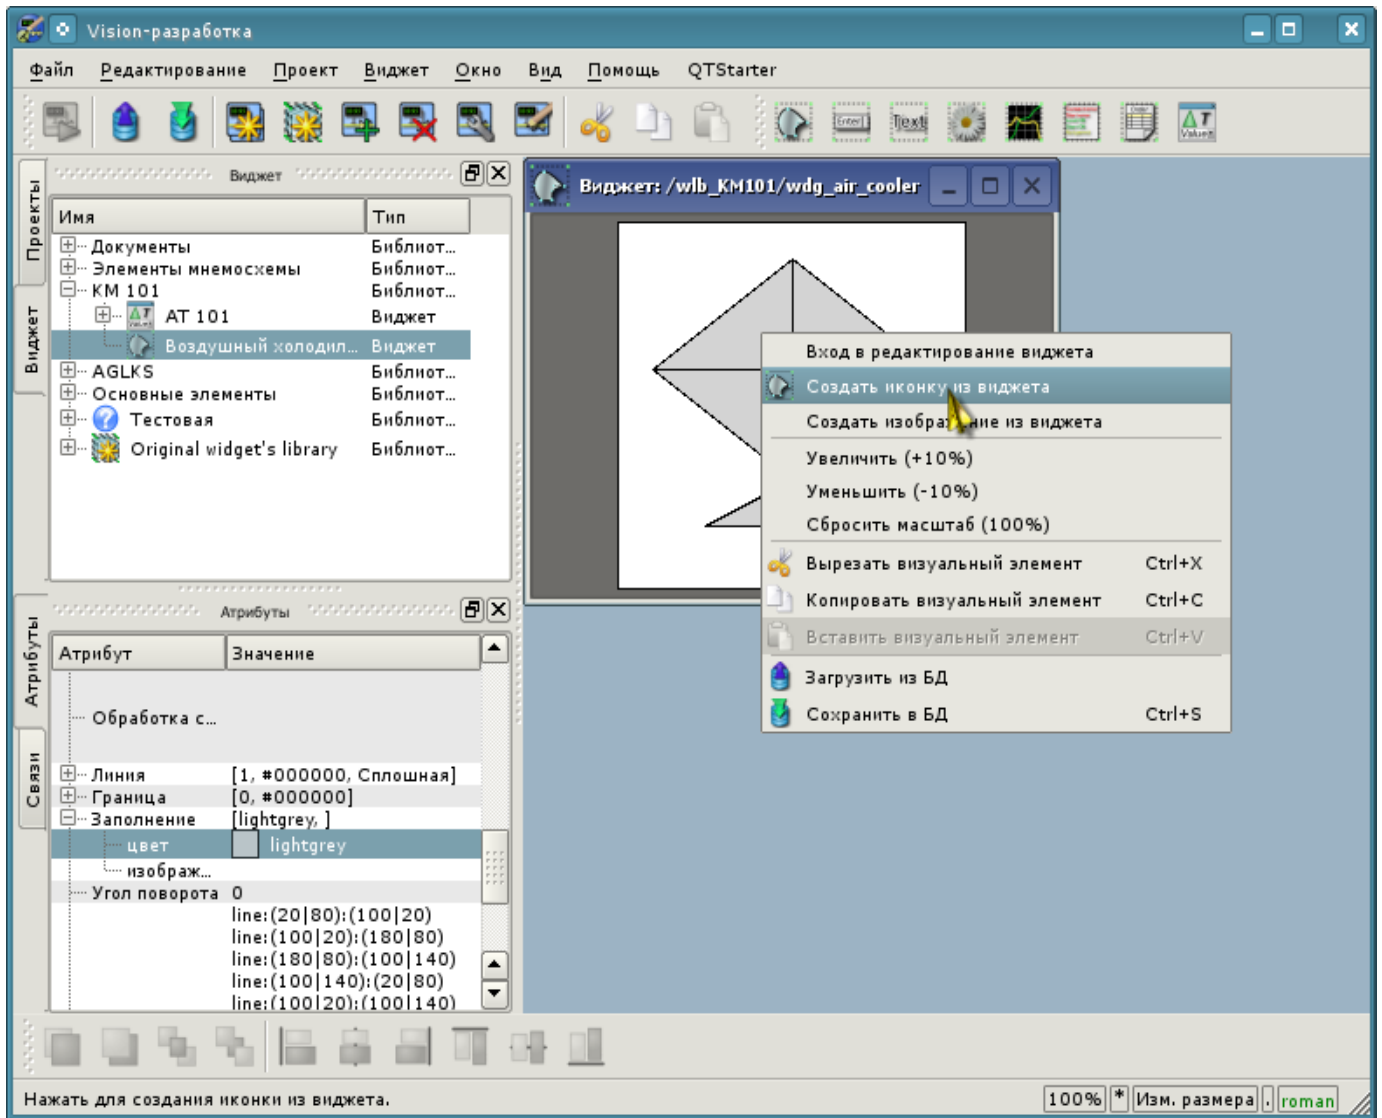 Vision-разработка
Файл Редактирование Проект Виджет Окно Вид Помощь QTStarter
Enter Text
Values
Проекты
Виджет
Виджет
Имя Тип
Документы Библиот...
Элементы мнемосхемы Библиот...
КМ 101 Библиот...
АТ 101 Виджет
Воздушный холодил... Виджет
AGLKS Библиот...
Основные элементы Библиот...
Тестовая Библиот...
Original widget's library Библиот...
Виджет: /wlb_KM101/wdg_air_cooler
Вход в редактирование виджета
Создать иконку из виджета
Создать изображение из виджета
Увеличить (+10%)
Уменьшить (-10%)
Сбросить масштаб (100%)
Вырезать визуальный элемент Ctrl+X
Копировать визуальный элемент Ctrl+C
Вставить визуальный элемент Ctrl+V
Загрузить из БД
Сохранить в БД Ctrl+S
Атрибуты
Связи
Атрибуты
Атрибут Значение
Обработка с...
Линия [1, #000000, Сплошная]
Граница [0, #000000]
Заполнение [lightgrey, ]
цвет lightgrey
изображ...
Угол поворота 0
line:(20|80):(100|20)
line:(100|20):(180|80)
line:(180|80):(100|140)
line:(100|140):(20|80)
line:(100|20):(100|140)
Нажать для создания иконки из виджета.
100% * Изм. размера . roman